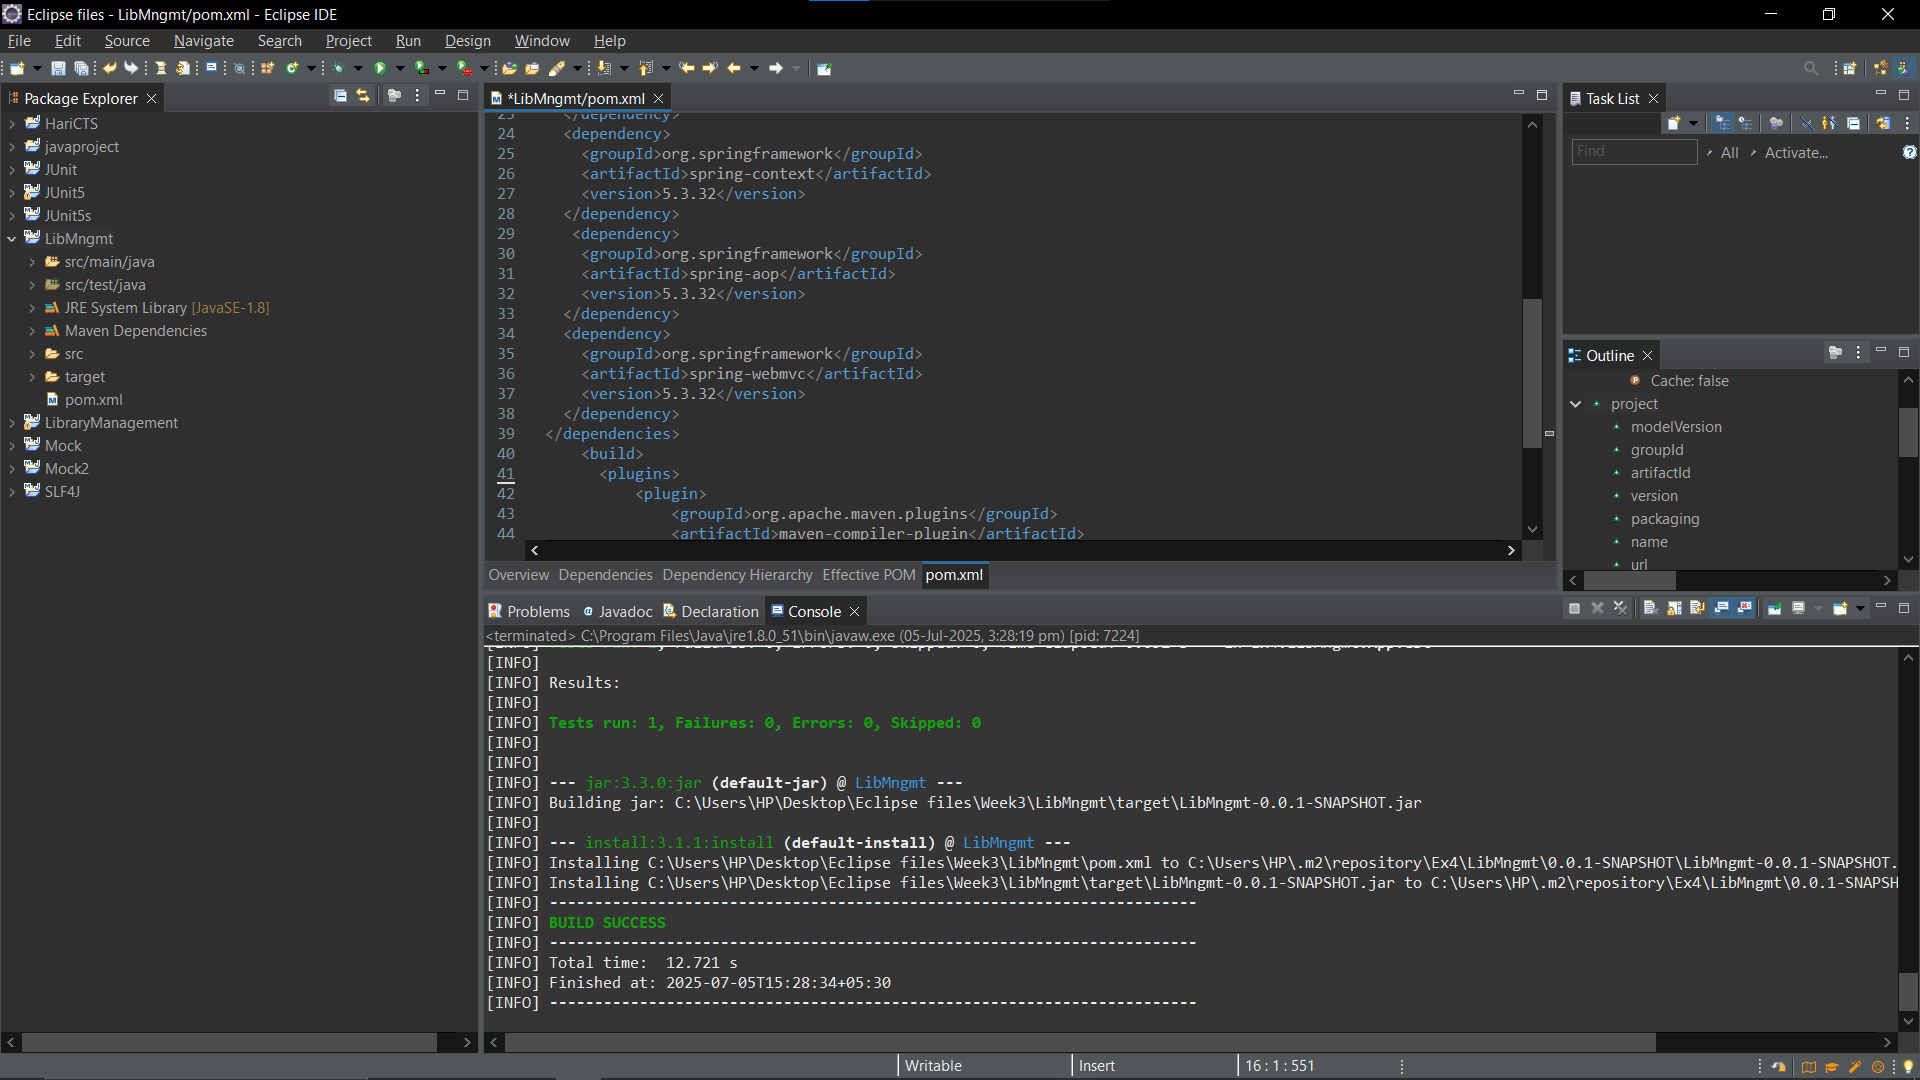 Eclipse files - LibMngmt/pom.xml - Eclipse IDE
File Edit Source Navigate Search Project Run Design Window Help
Package Explorer
HariCTS
javaproject
JUnit
JUnit5
JUnit5s
LibMngmt
src/main/java
src/test/java
JRE System Library [JavaSE-1.8]
Maven Dependencies
src
target
pom.xml
LibraryManagement
Mock
Mock2
SLF4J
*LibMngmt/pom.xml
23 </dependency>
24 <dependency>
25 <groupId>org.springframework</groupId>
26 <artifactId>spring-context</artifactId>
27 <version>5.3.32</version>
28 </dependency>
29 <dependency>
30 <groupId>org.springframework</groupId>
31 <artifactId>spring-aop</artifactId>
32 <version>5.3.32</version>
33 </dependency>
34 <dependency>
35 <groupId>org.springframework</groupId>
36 <artifactId>spring-webmvc</artifactId>
37 <version>5.3.32</version>
38 </dependency>
39 </dependencies>
40 <build>
41 <plugins>
42 <plugin>
43 <groupId>org.apache.maven.plugins</groupId>
44 <artifactId>maven-compiler-plugin</artifactId>
Overview Dependencies Dependency Hierarchy Effective POM pom.xml
Task List
Find All Activate...
Outline
Cache: false
project
modelVersion
groupId
artifactId
version
packaging
name
url
Problems Javadoc Declaration Console
<terminated> C:\Program Files\Java\jre1.8.0_51\bin\javaw.exe (05-Jul-2025, 3:28:19 pm) [pid: 7224]
[INFO]
[INFO] Results:
[INFO]
[INFO] Tests run: 1, Failures: 0, Errors: 0, Skipped: 0
[INFO]
[INFO]
[INFO] --- jar:3.3.0:jar (default-jar) @ LibMngmt ---
[INFO] Building jar: C:\Users\HP\Desktop\Eclipse files\Week3\LibMngmt\target\LibMngmt-0.0.1-SNAPSHOT.jar
[INFO]
[INFO] --- install:3.1.1:install (default-install) @ LibMngmt ---
[INFO] Installing C:\Users\HP\Desktop\Eclipse files\Week3\LibMngmt\pom.xml to C:\Users\HP\.m2\repository\Ex4\LibMngmt\0.0.1-SNAPSHOT\LibMngmt-0.0.1-SNAPSHOT.
[INFO] Installing C:\Users\HP\Desktop\Eclipse files\Week3\LibMngmt\target\LibMngmt-0.0.1-SNAPSHOT.jar to C:\Users\HP\.m2\repository\Ex4\LibMngmt\0.0.1-SNAPSH
[INFO] ------------------------------------------------------------------------
[INFO] BUILD SUCCESS
[INFO] ------------------------------------------------------------------------
[INFO] Total time:  12.721 s
[INFO] Finished at: 2025-07-05T15:28:34+05:30
[INFO] ------------------------------------------------------------------------
Writable Insert 16 : 1 : 551